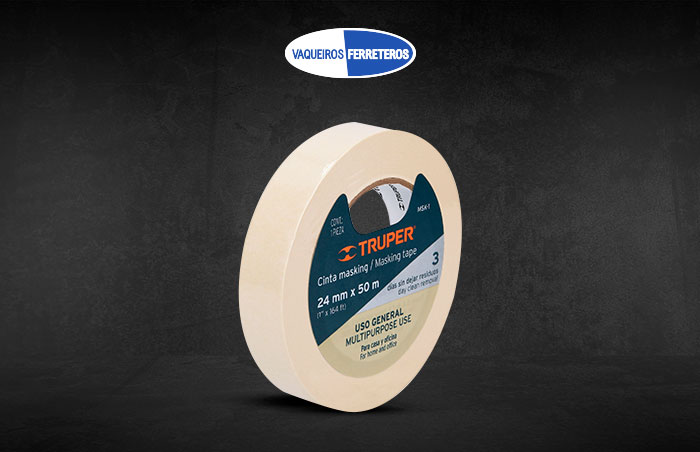 VAQUEIROS FERRETEROS
CONT.:
1 PIEZA
MSK-1
TRUPER
Cinta masking / Masking tape
24 mm x 50 m
(1" x 164 ft)
3
días sin dejar residuos
day clean removal
USO GENERAL
MULTIPURPOSE USE
Para casa y oficina
For home and office